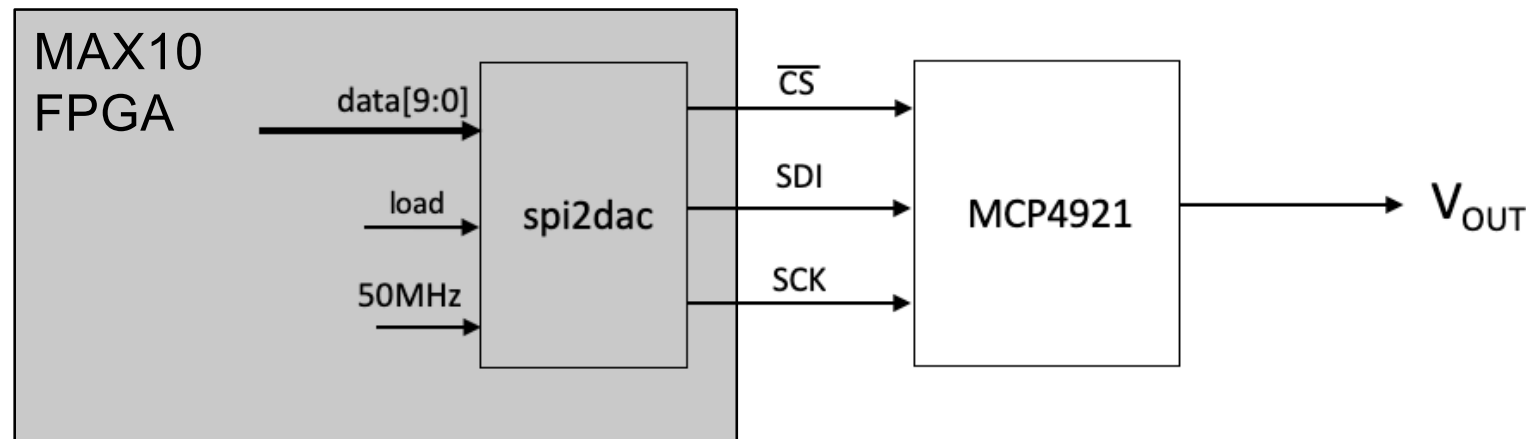 MAX10
FPGA
data[9:0]
load
50MHz
spi2dac
CS
SDI
SCK
MCP4921
VOUT